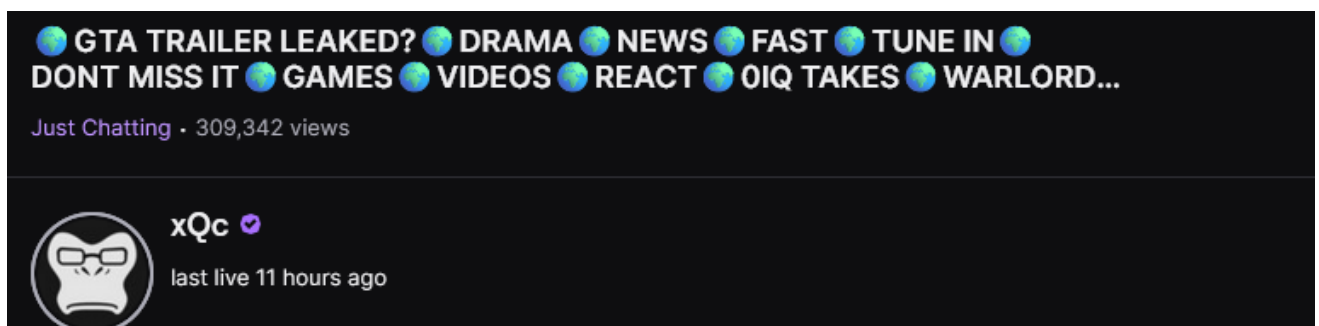 🌍 GTA TRAILER LEAKED? 🌍 DRAMA 🌍 NEWS 🌍 FAST 🌍 TUNE IN 🌍
DONT MISS IT 🌍 GAMES 🌍 VIDEOS 🌍 REACT 🌍 0IQ TAKES 🌍 WARLORD...
Just Chatting • 309,342 views
xQc
last live 11 hours ago